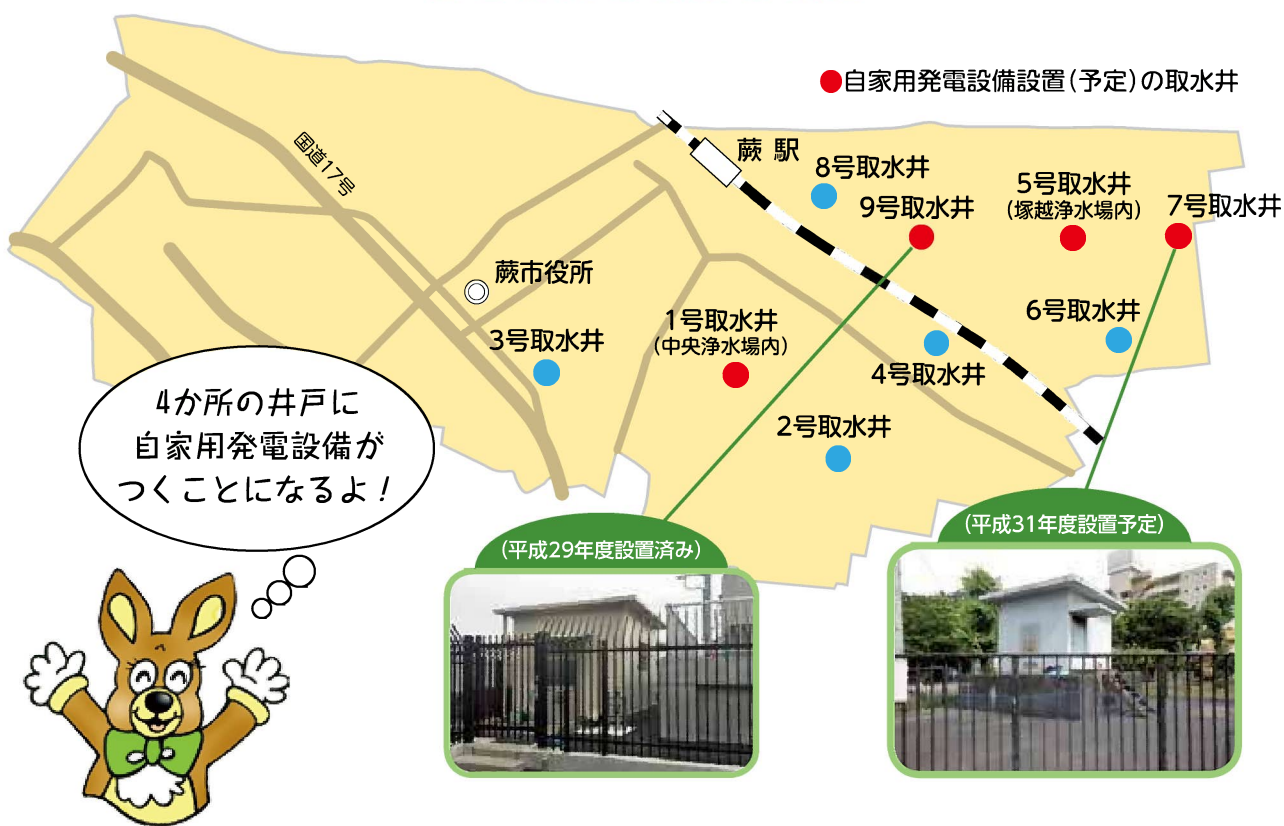 ●自家用発電設備設置(予定)の取水井
国道17号
蕨 駅
8号取水井
9号取水井
5号取水井
(塚越浄水場内)
7号取水井
蕨市役所
3号取水井
1号取水井
(中央浄水場内)
4号取水井
6号取水井
2号取水井
4か所の井戸に
自家用発電設備が
つくことになるよ!
(平成29年度設置済み)
(平成31年度設置予定)